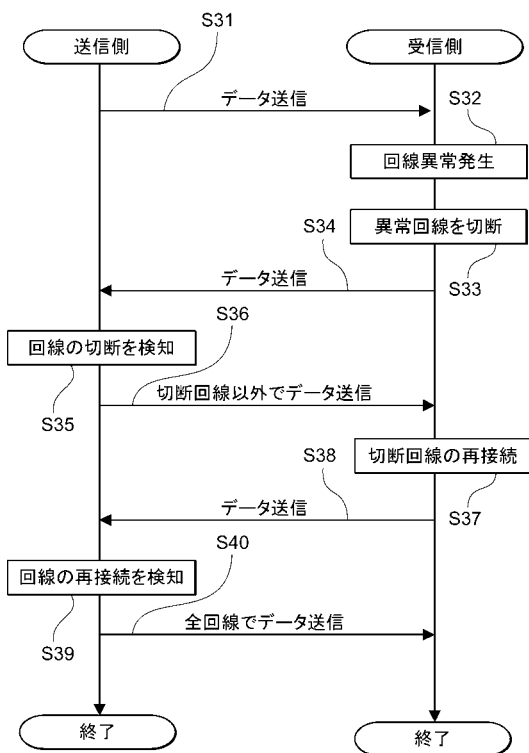 S31
送信側
受信側
データ送信
S32
回線異常発生
S34
異常回線を切断
データ送信
S33
S36
回線の切断を検知
切断回線以外でデータ送信
S35
S38
切断回線の再接続
データ送信
S37
S40
回線の再接続を検知
全回線でデータ送信
S39
終了
終了